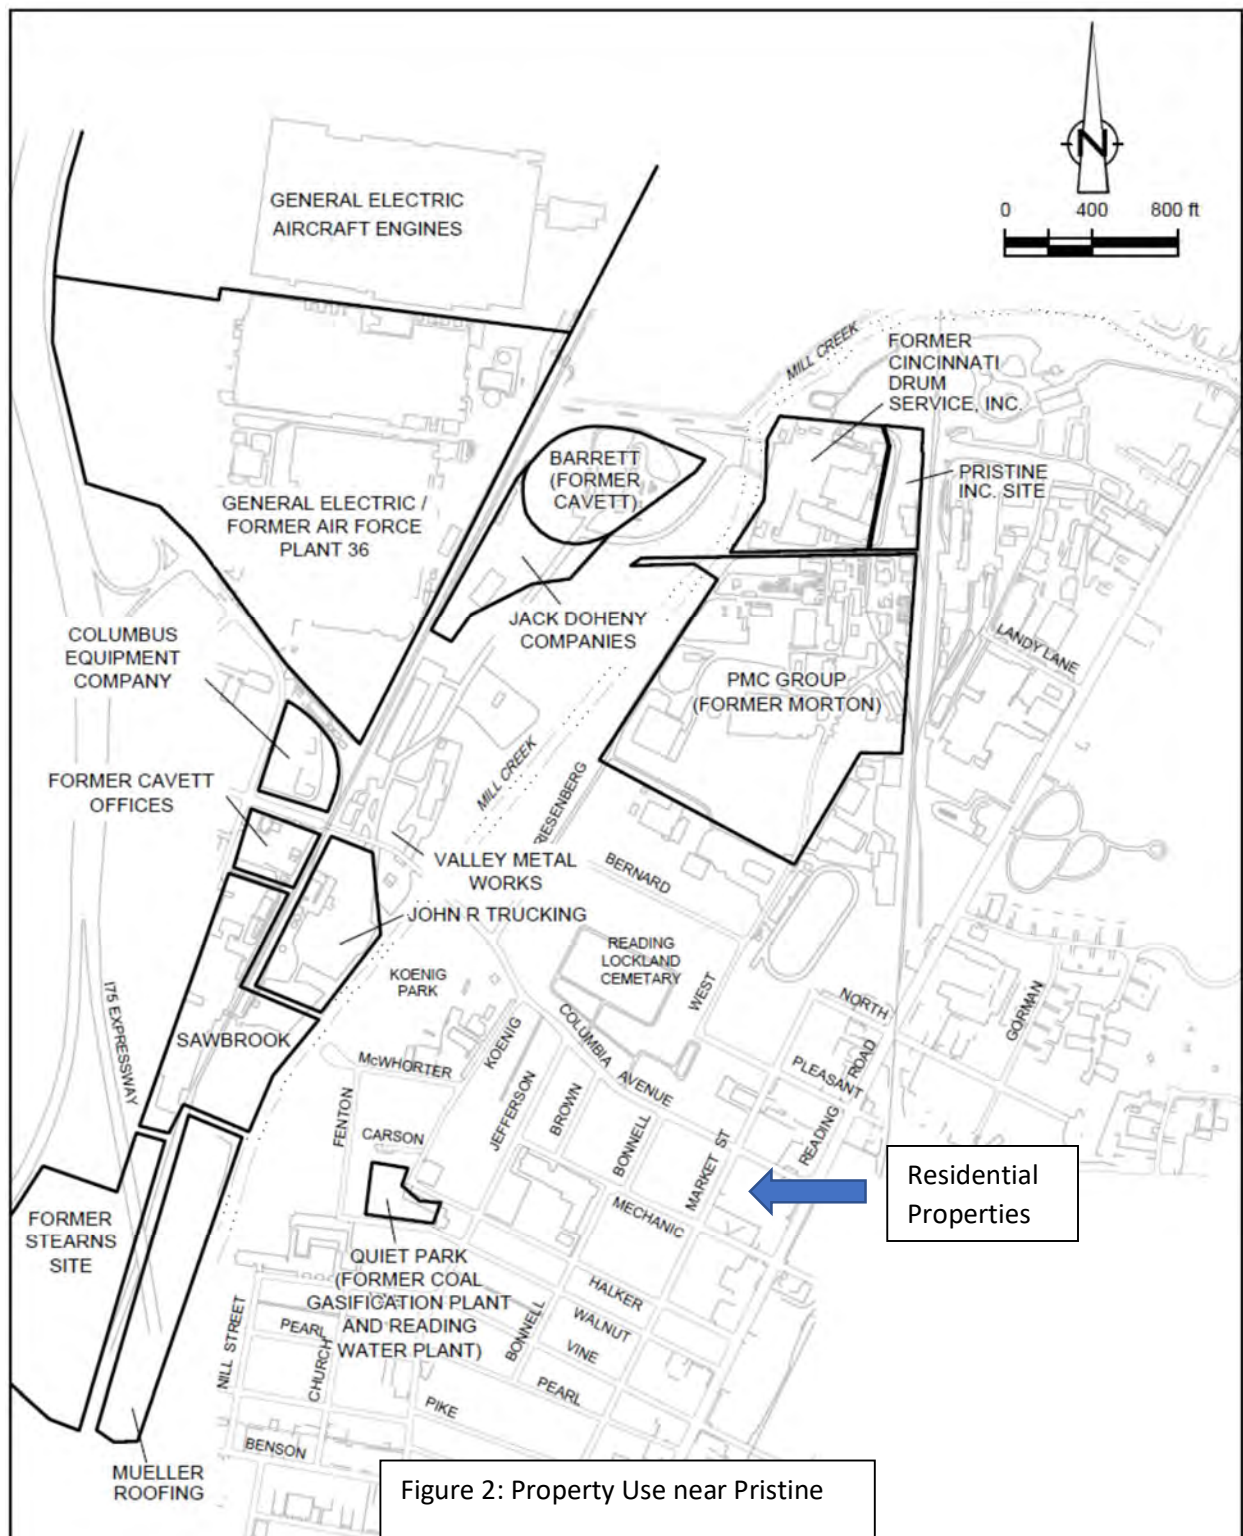 GENERAL ELECTRIC
AIRCRAFT ENGINES
N
0 400 800 ft
MILL CREEK
FORMER
CINCINNATI
DRUM
SERVICE, INC.
BARRETT
(FORMER
CAVETT)
PRISTINE
INC. SITE
GENERAL ELECTRIC /
FORMER AIR FORCE
PLANT 36
JACK DOHENY
COMPANIES
LANDY LANE
COLUMBUS
EQUIPMENT
COMPANY
PMC GROUP
(FORMER MORTON)
MILL CREEK
FORMER CAVETT
OFFICES
RIESENBERG
VALLEY METAL
WORKS
BERNARD
JOHN R TRUCKING
READING
LOCKLAND
CEMETARY
KOENIG
PARK
WEST
NORTH
GORMAN
I75 EXPRESSWAY
SAWBROOK
McWHORTER
KOENIG
COLUMBIA
AVENUE
PLEASANT
READING
ROAD
FENTON
CARSON
JEFFERSON
BROWN
BONNELL
MARKET ST
MECHANIC
Residential
Properties
FORMER
STEARNS
SITE
QUIET PARK
(FORMER COAL
GASIFICATION PLANT
AND READING
WATER PLANT)
HALKER
WALNUT
VINE
PEARL
BONNELL
PEARL
CHURCH
NILL STREET
PIKE
BENSON
MUELLER
ROOFING
Figure 2: Property Use near Pristine